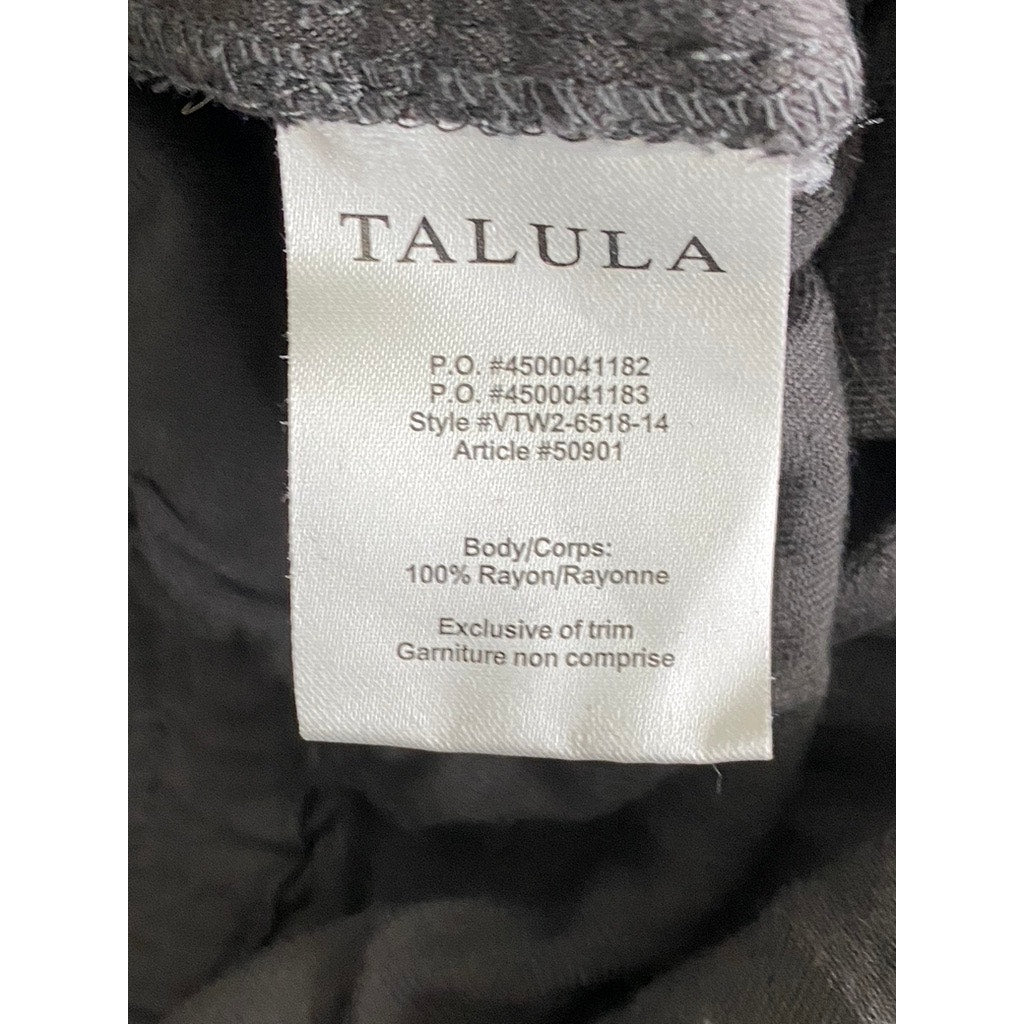 TALULA
P.O. #4500041182
P.O. #4500041183
Style #VTW2-6518-14
Article #50901
Body/Corps:
100% Rayon/Rayonne
Exclusive of trim
Garniture non comprise